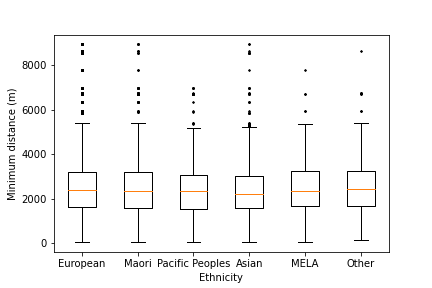 8000
6000
4000
2000
0
Minimum distance (m)
European Maori Pacific Peoples Asian MELA Other
Ethnicity